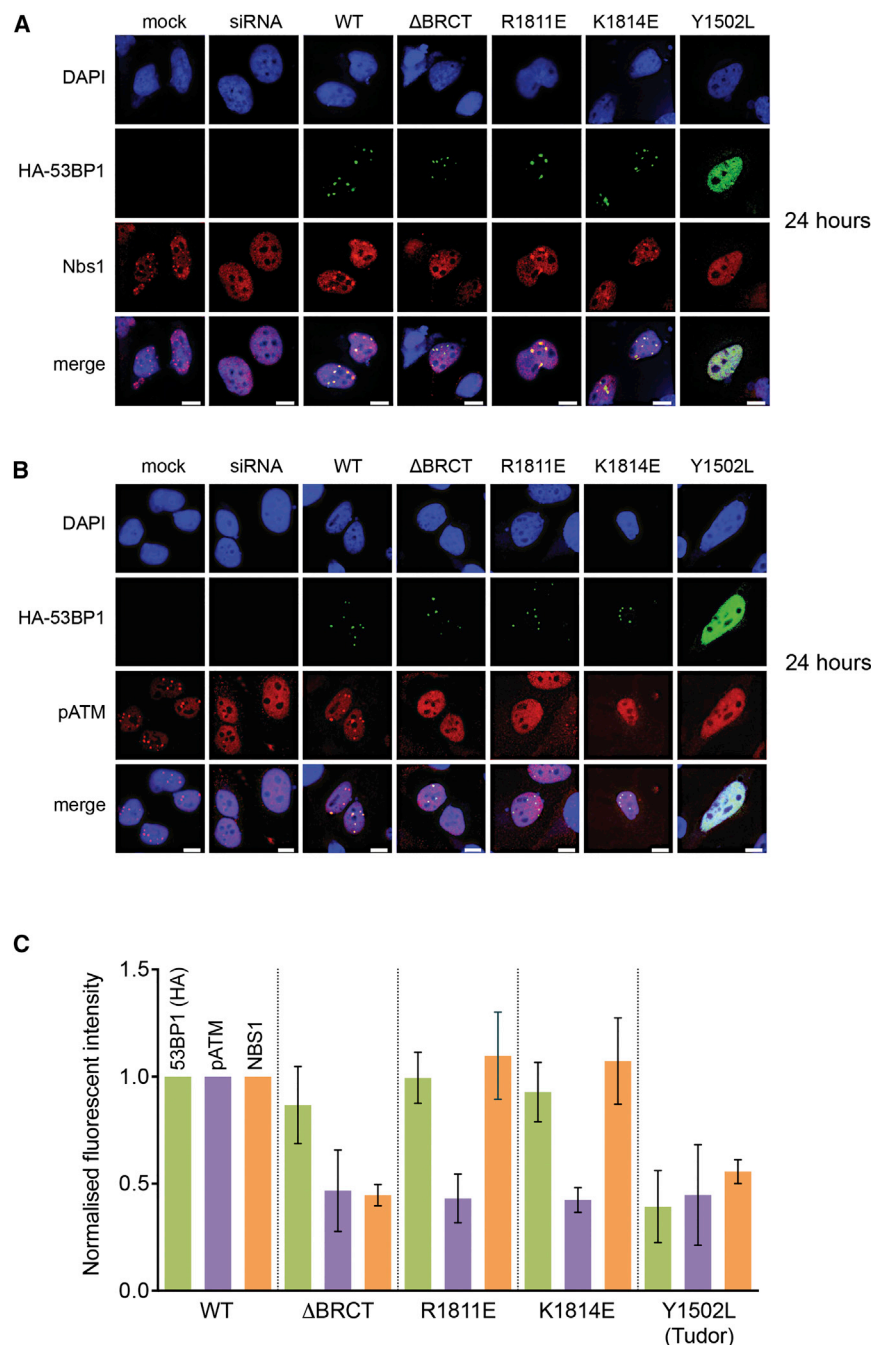 A
mock siRNA WT ΔBRCT R1811E K1814E Y1502L
DAPI
HA-53BP1
24 hours
Nbs1
merge
B
mock siRNA WT ΔBRCT R1811E K1814E Y1502L
DAPI
HA-53BP1
24 hours
pATM
merge
C
Normalised fluorescent intensity
1.5
1.0
0.5
0.0
53BP1 (HA)
pATM
NBS1
WT ΔBRCT R1811E K1814E Y1502L
(Tudor)